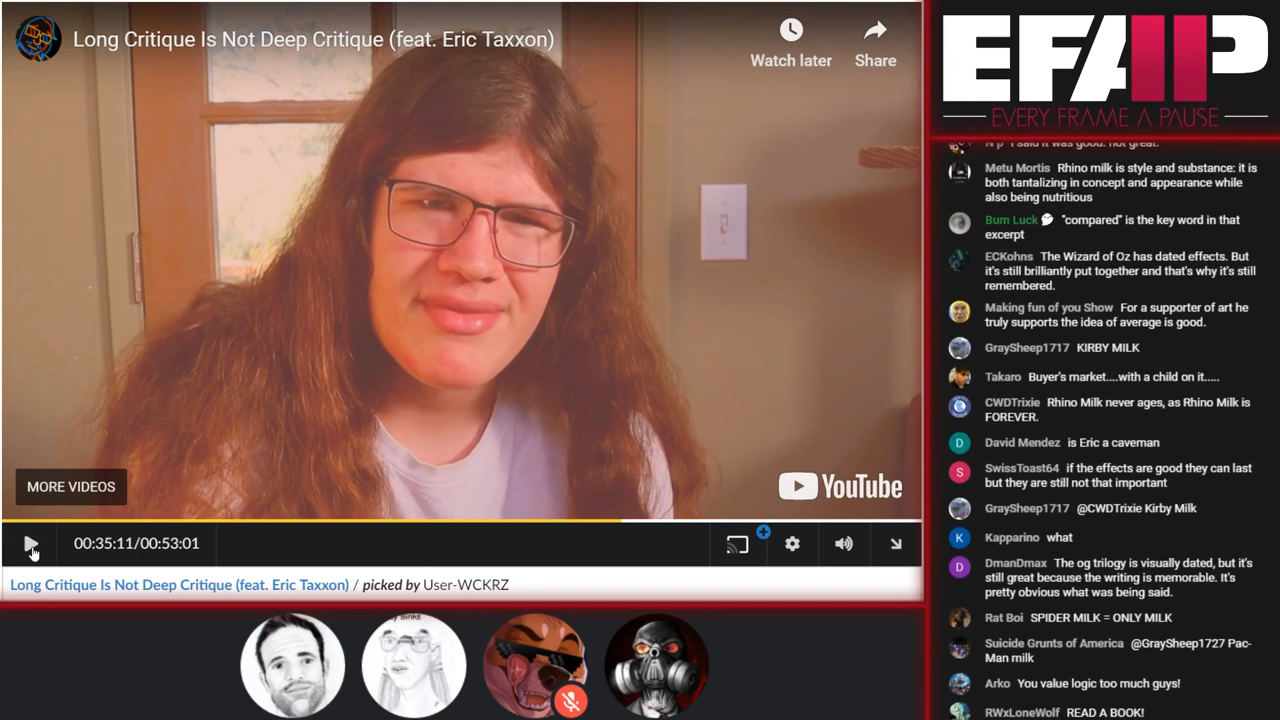 Long Critique Is Not Deep Critique (feat. Eric Taxxon)
Watch later
Share
MORE VIDEOS
YouTube
00:35:11/00:53:01
Long Critique Is Not Deep Critique (feat. Eric Taxxon) / picked by User-WCKRZ
EFAP
EVERY FRAME A PAUSE
N p I said it was good. not great.
Metu Mortis Rhino milk is style and substance: it is
both tantalizing in concept and appearance while
also being nutritious
Bum Luck "compared" is the key word in that
excerpt
ECKohns The Wizard of Oz has dated effects. But
it's still brilliantly put together and that's why it's still
remembered.
Making fun of you Show For a supporter of art he
truly supports the idea of average is good.
GraySheep1717 KIRBY MILK
Takaro Buyer's market....with a child on it.....
CWDTrixie Rhino Milk never ages, as Rhino Milk is
FOREVER.
David Mendez is Eric a caveman
SwissToast64 if the effects are good they can last
but they are still not that important
GraySheep1717 @CWDTrixie Kirby Milk
Kapparino what
DmanDmax The og trilogy is visually dated, but it's
still great because the writing is memorable. It's
pretty obvious what was being said.
Rat Boi SPIDER MILK = ONLY MILK
Suicide Grunts of America @GraySheep1727 Pac-
Man milk
Arko You value logic too much guys!
RWxLoneWolf READ A BOOK!
D
S
K
D